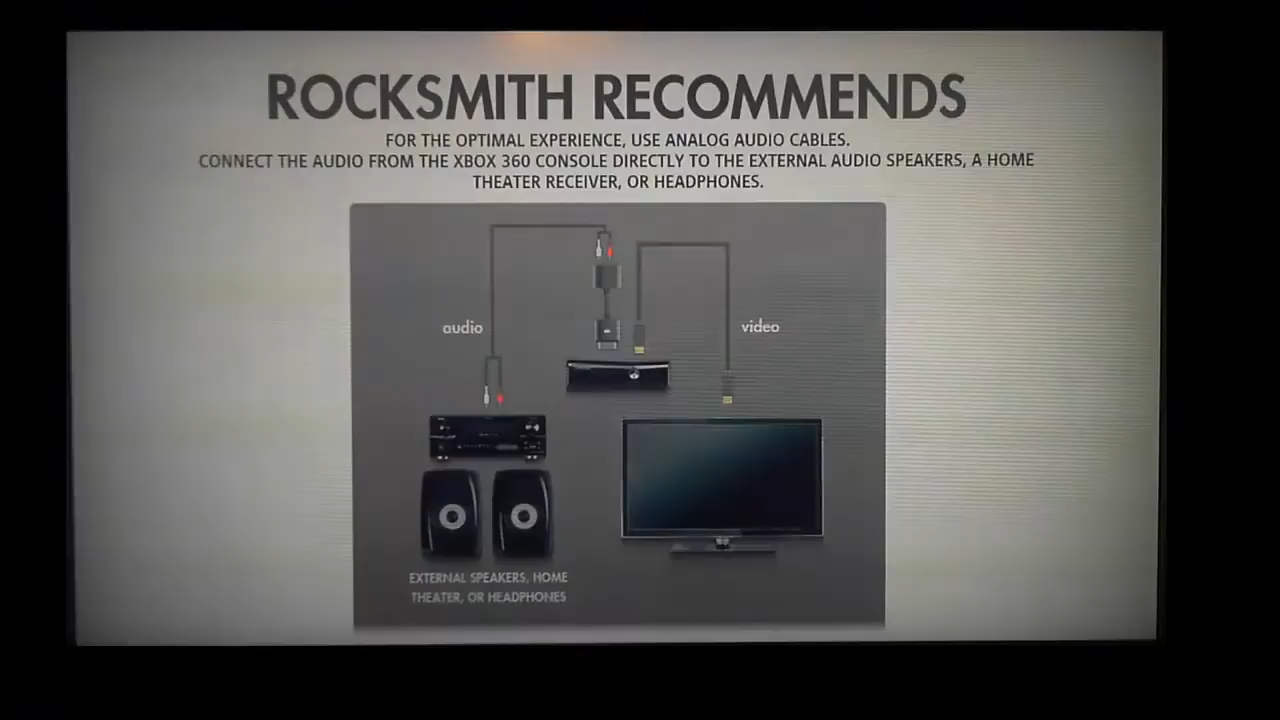 ROCKSMITH RECOMMENDS
FOR THE OPTIMAL EXPERIENCE, USE ANALOG AUDIO CABLES.
CONNECT THE AUDIO FROM THE XBOX 360 CONSOLE DIRECTLY TO THE EXTERNAL AUDIO SPEAKERS, A HOME
THEATER RECEIVER, OR HEADPHONES.
audio
video
EXTERNAL SPEAKERS, HOME
THEATER, OR HEADPHONES